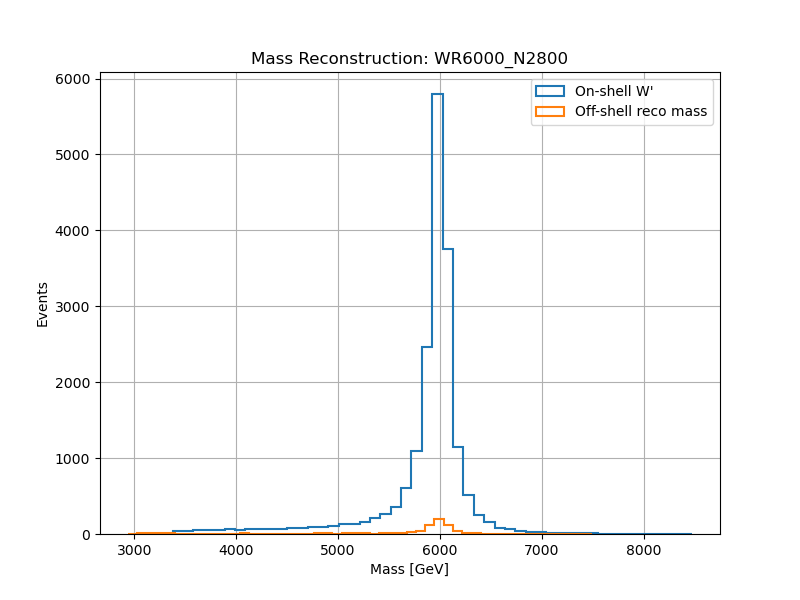 Mass Reconstruction: WR6000_N2800
On-shell W'
Off-shell reco mass
6000
5000
4000
3000
2000
1000
0
Events
3000 4000 5000 6000 7000 8000
Mass [GeV]